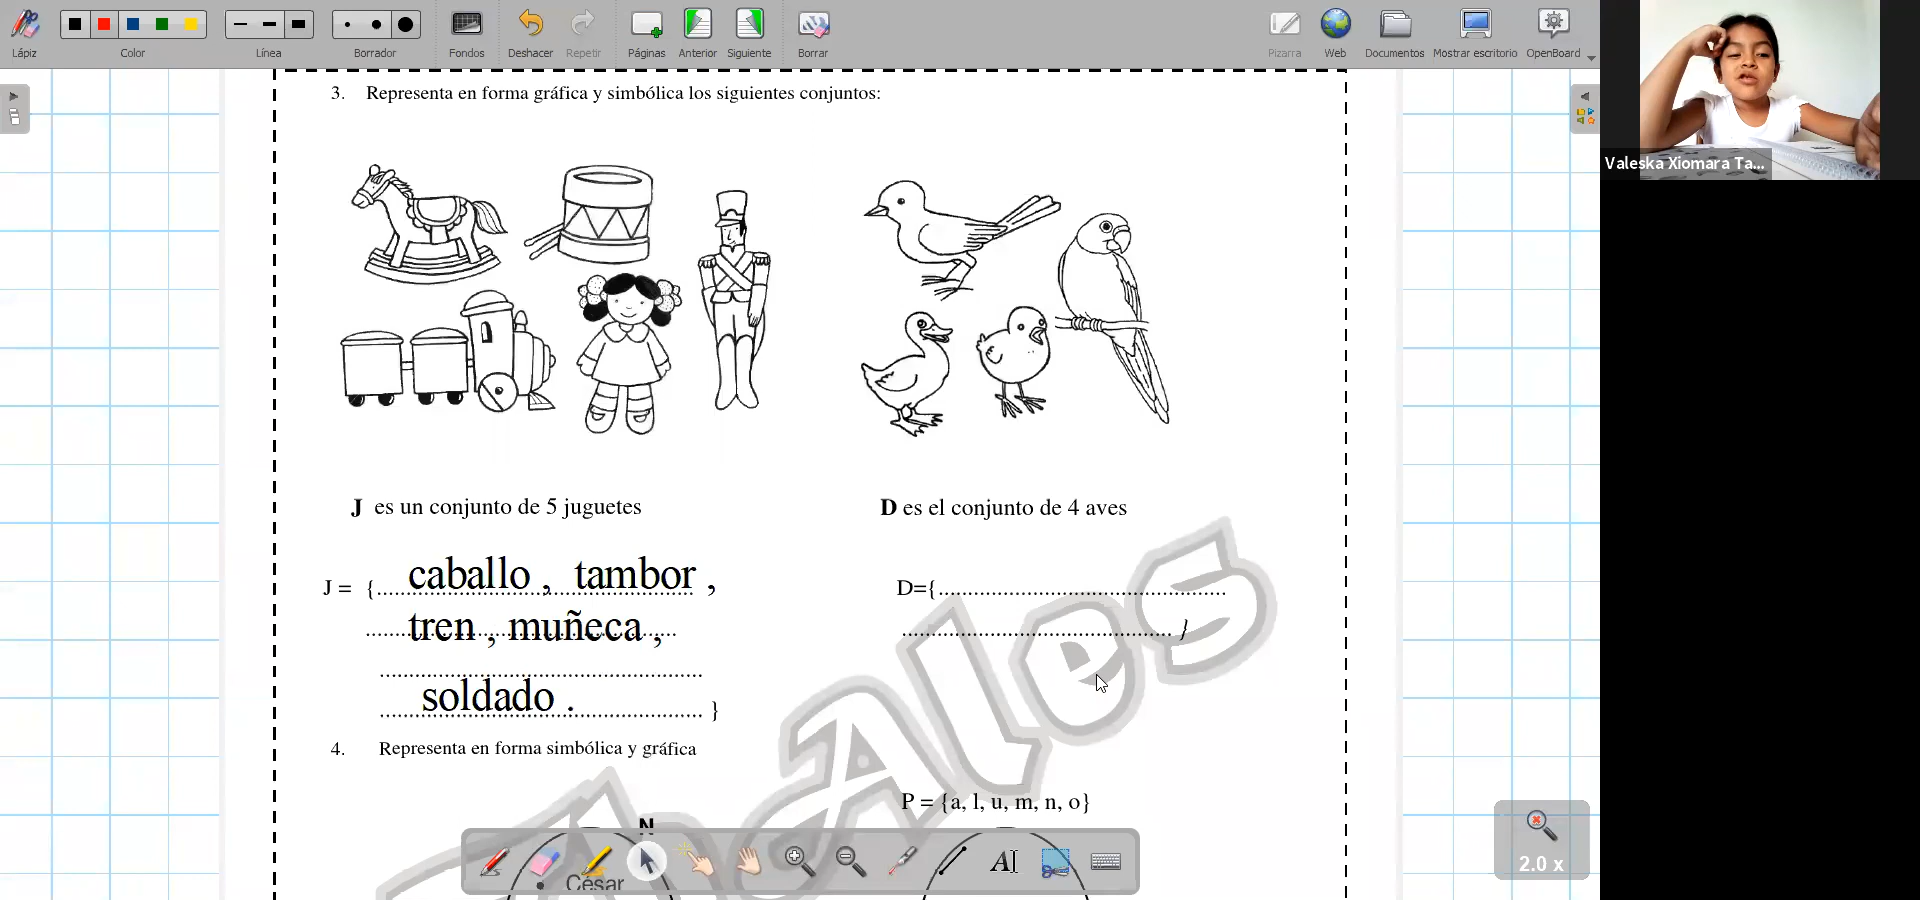 Lápiz
Color
Línea
Borrador
Fondos
Deshacer
Repetir
Páginas
Anterior
Siguiente
Borrar
Pizarra
Web
Documentos
Mostrar escritorio
OpenBoard
Valeska Xiomara Ta...
3. Representa en forma gráfica y simbólica los siguientes conjuntos:
J es un conjunto de 5 juguetes
D es el conjunto de 4 aves
J = {caballo , tambor ,
tren , muñeca ,
soldado . }
D={..................................................
.................................................. }
4. Representa en forma simbólica y gráfica
P = {a, l, u, m, n, o}
N
César
2.0 x